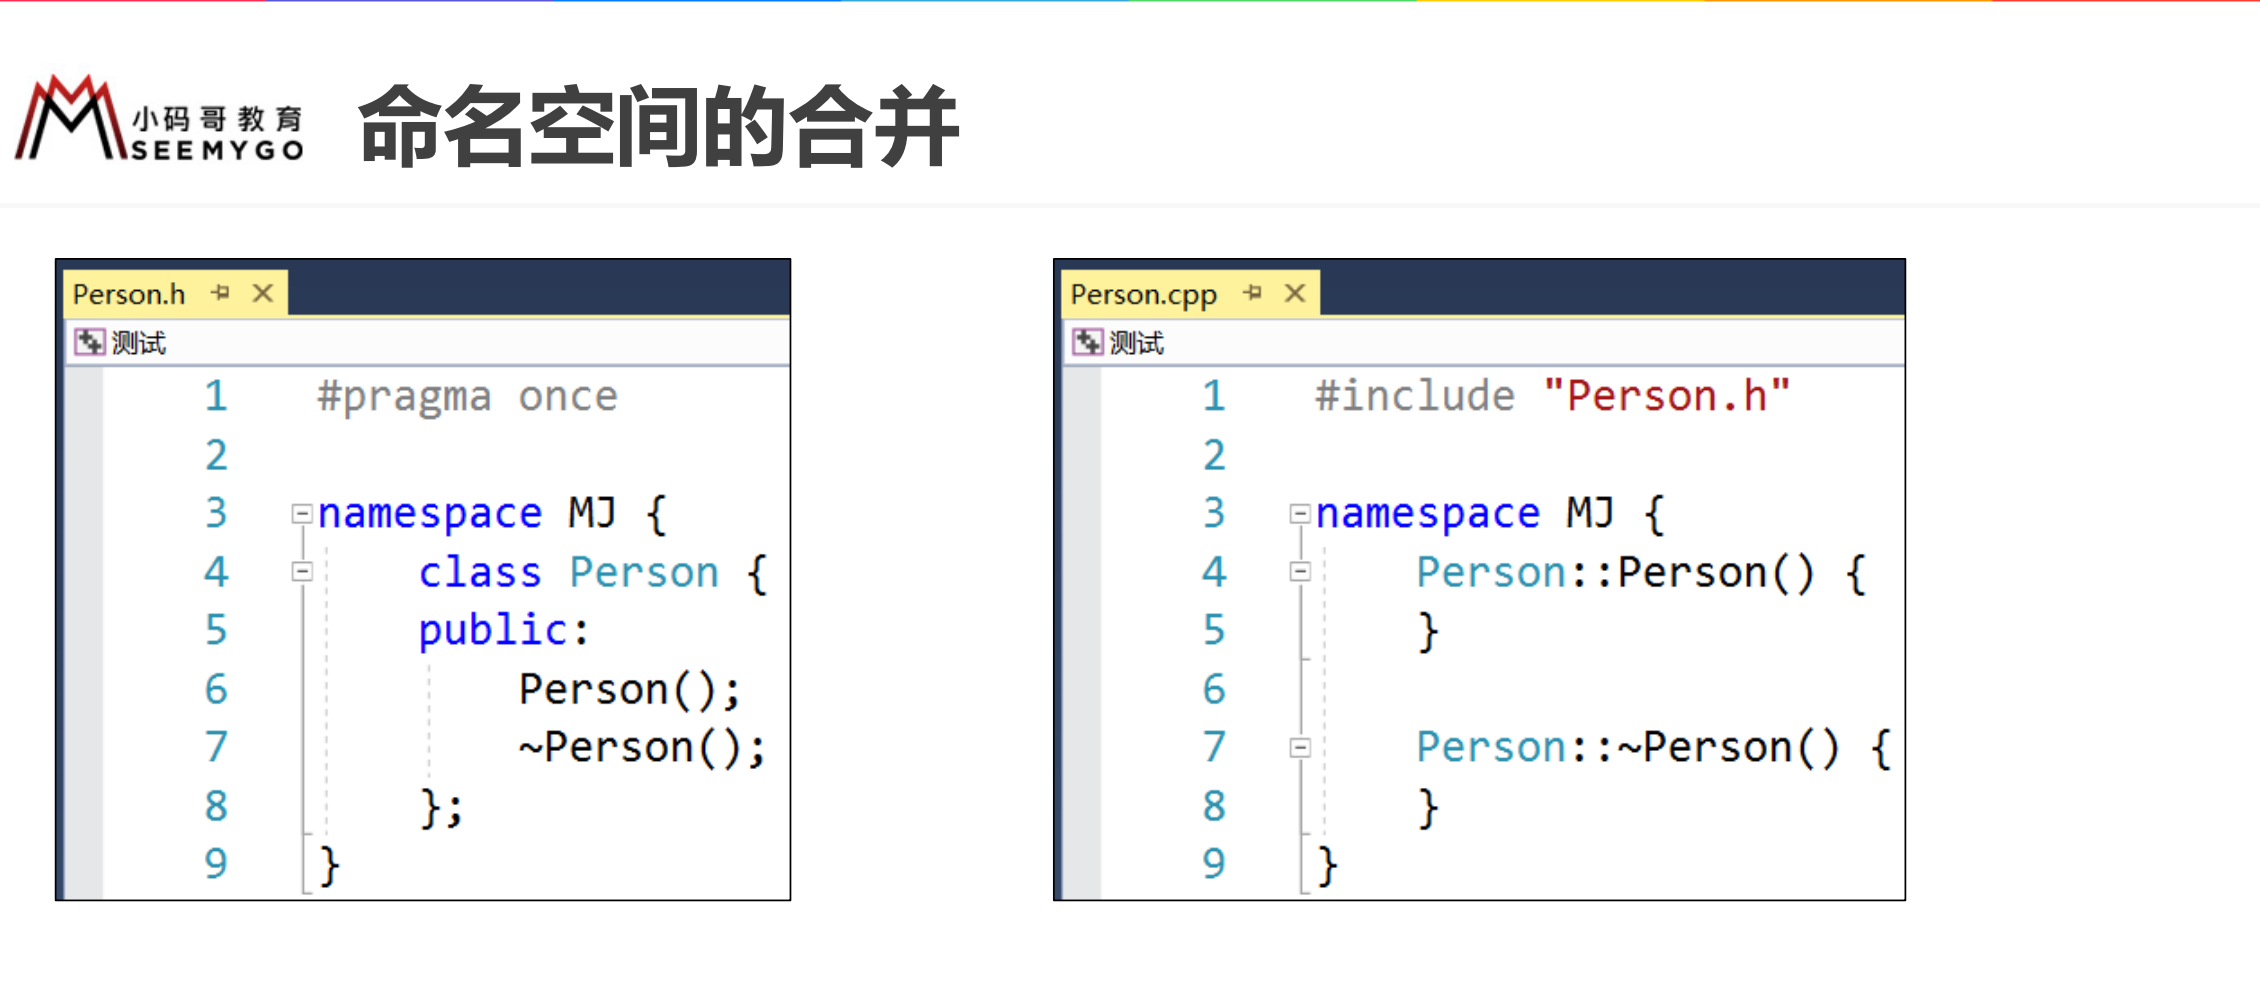 小码哥教育
SEEMYGO
命名空间的合并
Person.h
测试
1 #pragma once
2
3 namespace MJ {
4 class Person {
5 public:
6 Person();
7 ~Person();
8 };
9 }
Person.cpp
测试
1 #include "Person.h"
2
3 namespace MJ {
4 Person::Person() {
5 }
6
7 Person::~Person() {
8 }
9 }